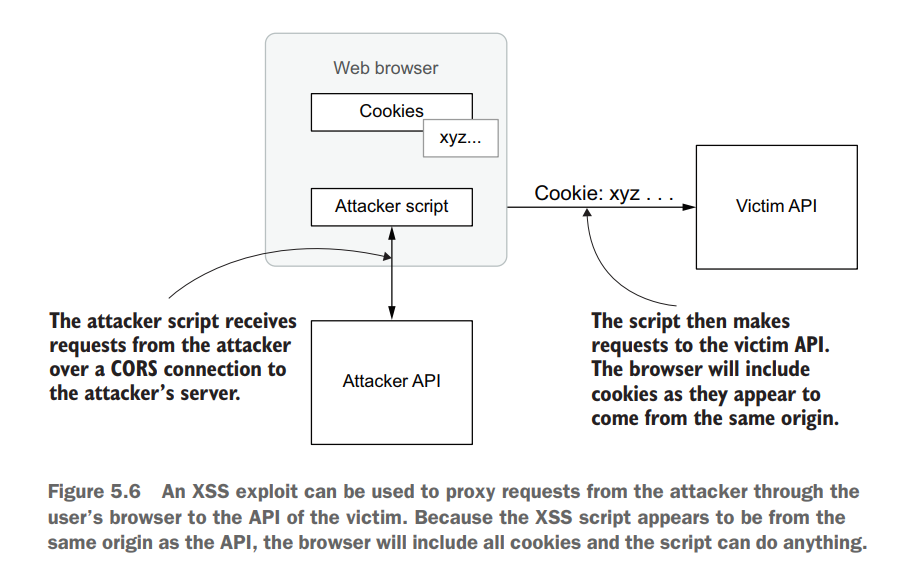 Web browser
Cookies
xyz...
Attacker script
Cookie: xyz . . .
Victim API
The attacker script receives
requests from the attacker
over a CORS connection to
the attacker's server.
Attacker API
The script then makes
requests to the victim API.
The browser will include
cookies as they appear to
come from the same origin.
Figure 5.6 An XSS exploit can be used to proxy requests from the attacker through the
user's browser to the API of the victim. Because the XSS script appears to be from the
same origin as the API, the browser will include all cookies and the script can do anything.